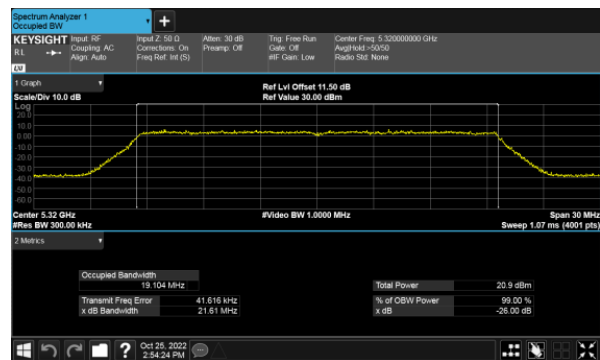 Spectrum Analyzer 1
Occupied BW
KEYSIGHT Input: RF Input Z: 50 Ω Atten: 30 dB Trig: Free Run Center Freq: 5.320000000 GHz
RL Coupling: AC Corrections: On Preamp: Off Gate: Off Avg|Hold:>50/50
Align: Auto Freq Ref: Int (S) #IF Gain: Low Radio Std: None
LXI
1 Graph Ref Lvl Offset 11.50 dB
Scale/Div 10.0 dB Ref Value 30.00 dBm
Log
20.0
10.0
0.00
-10.0
-20.0
-30.0
-40.0
-50.0
-60.0
Center 5.32 GHz #Video BW 1.0000 MHz Span 30 MHz
#Res BW 300.00 kHz Sweep 1.07 ms (4001 pts)
2 Metrics
Occupied Bandwidth
19.104 MHz Total Power 20.9 dBm
Transmit Freq Error 41.616 kHz % of OBW Power 99.00 %
x dB Bandwidth 21.61 MHz x dB -26.00 dB
? Oct 25, 2022
2:54:24 PM